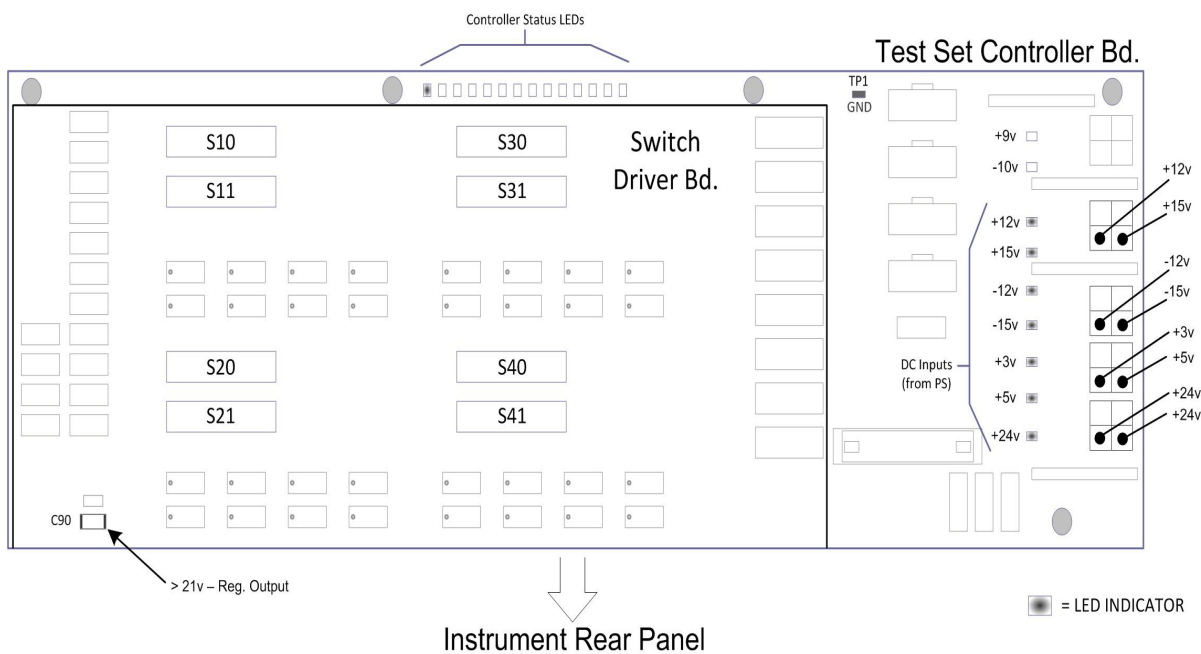 Controller Status LEDs
Test Set Controller Bd.
TP1
GND
S10
S30
Switch
Driver Bd.
S11
S31
+9v
-10v
+12v
+15v
-12v
-15v
+3v
+5v
+24v
DC Inputs
(from PS)
+12v
+15v
-12v
-15v
+3v
+5v
+24v
+24v
S20
S40
S21
S41
C90
> 21v – Reg. Output
= LED INDICATOR
Instrument Rear Panel